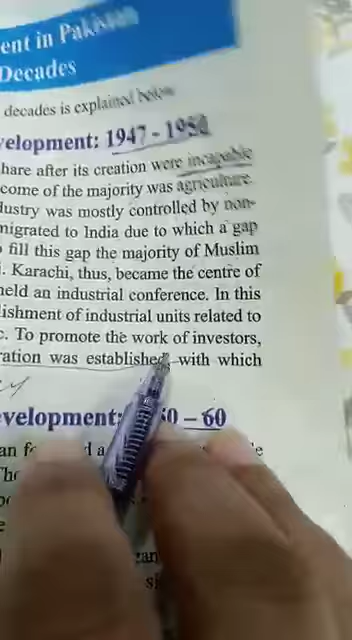 ent in Pakistan
Decades
decades is explained below
velopment: 1947 - 1950
hare after its creation were incapable
come of the majority was agriculture.
dustry was mostly controlled by non-
migrated to India due to which a gap
fill this gap the majority of Muslim
. Karachi, thus, became the centre of
held an industrial conference. In this
lishment of industrial units related to
c. To promote the work of investors,
ration was established with which
velopment: 50 – 60